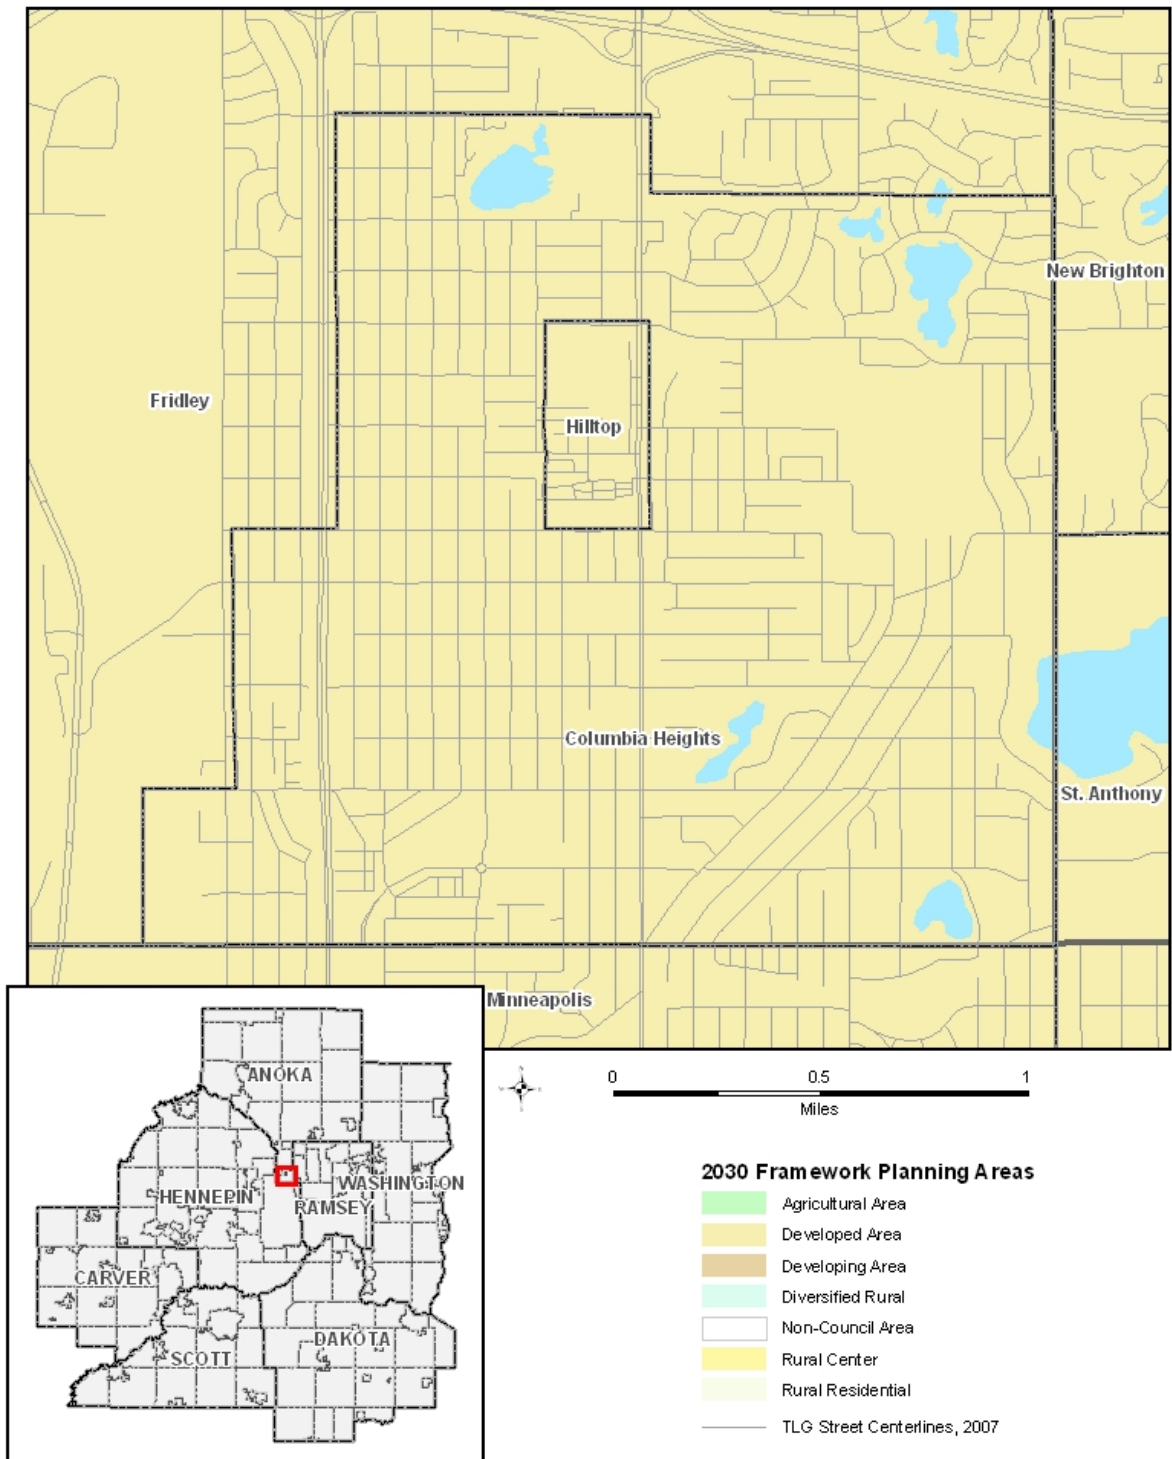 New Brighton
Fridley
Hilltop
Columbia Heights
St. Anthony
Minneapolis
ANOKA
WASHINGTON
HENNEPIN
RAMSEY
CARVER
DAKOTA
SCOTT
0 0.5 1
Miles
2030 Framework Planning Areas
Agricultural Area
Developed Area
Developing Area
Diversified Rural
Non-Council Area
Rural Center
Rural Residential
TLG Street Centerlines, 2007